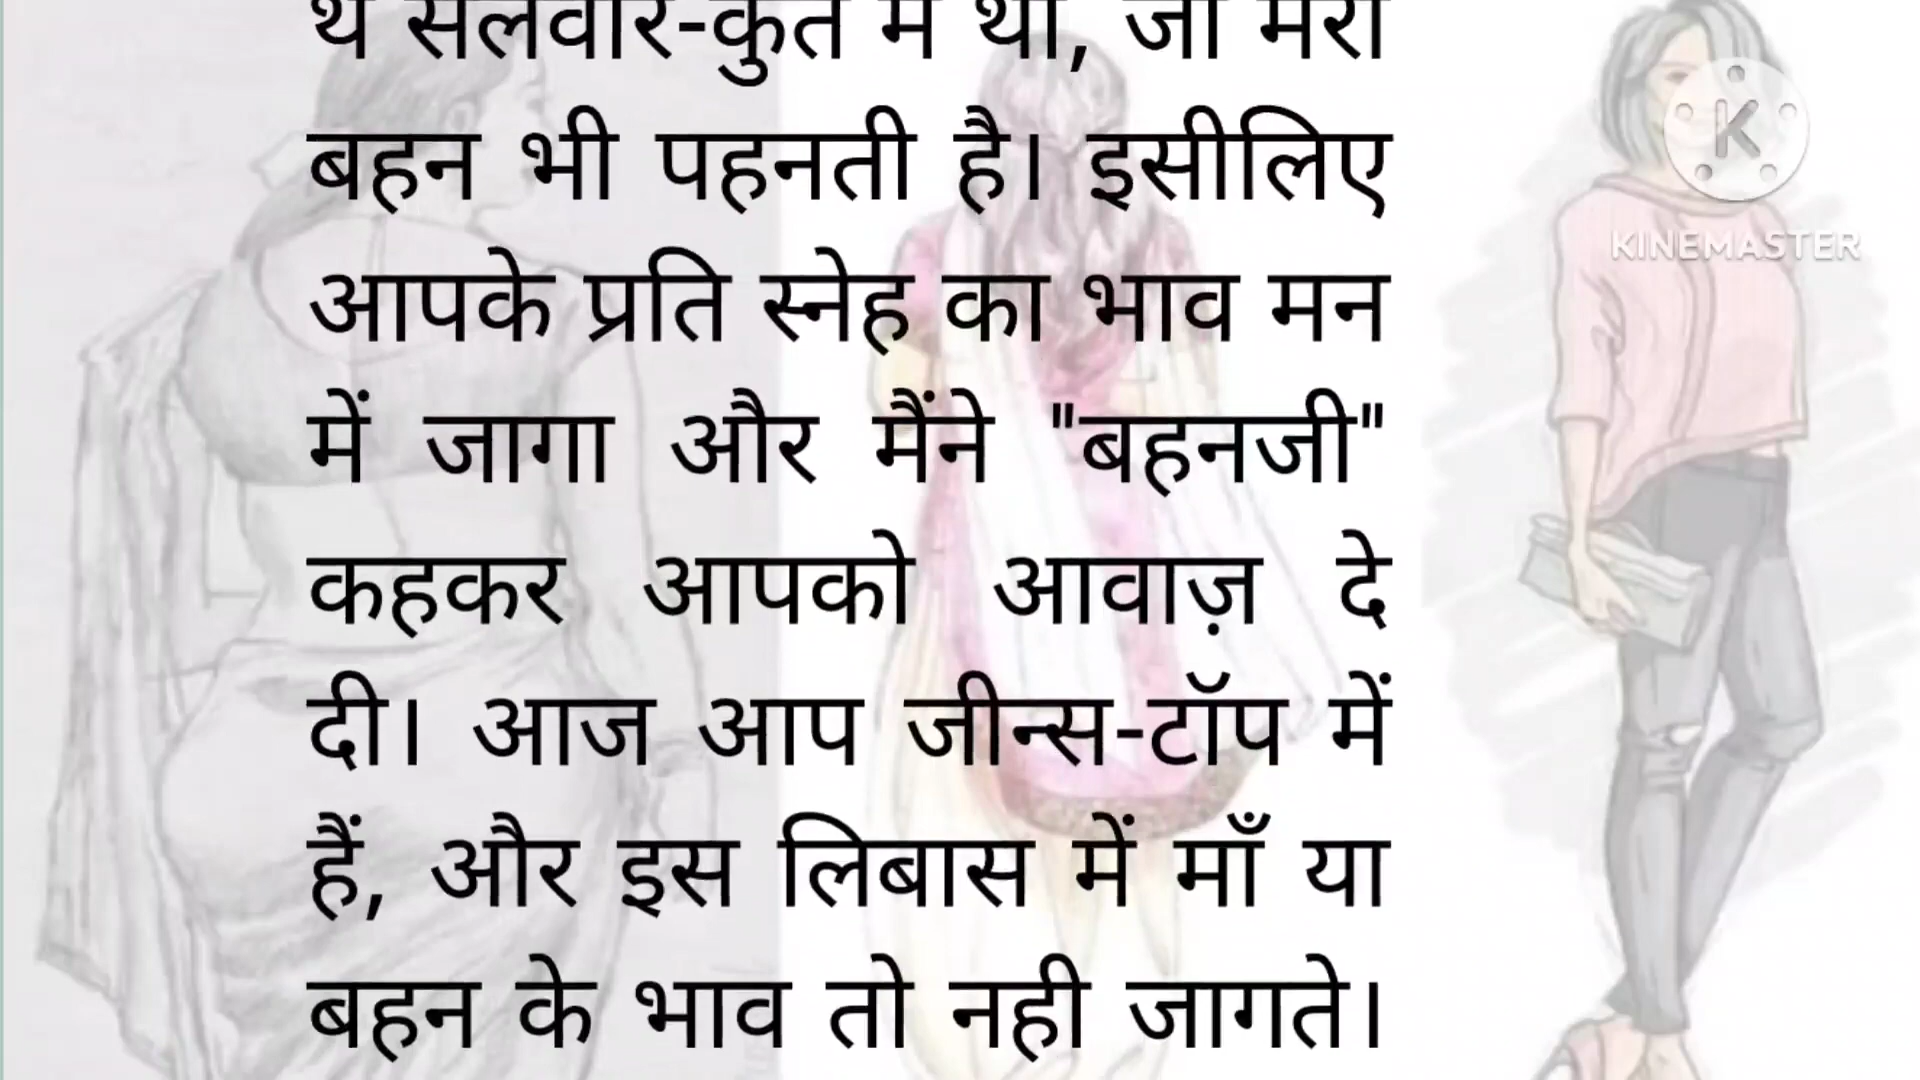 थे सलवार-कुर्ते में थी, जो मेरी
बहन भी पहनती है। इसीलिए
आपके प्रति स्नेह का भाव मन
में जागा और मैंने "बहनजी"
कहकर आपको आवाज़ दे
दी। आज आप जीन्स-टॉप में
हैं, और इस लिबास में माँ या
बहन के भाव तो नही जागते।
K
KINEMASTER